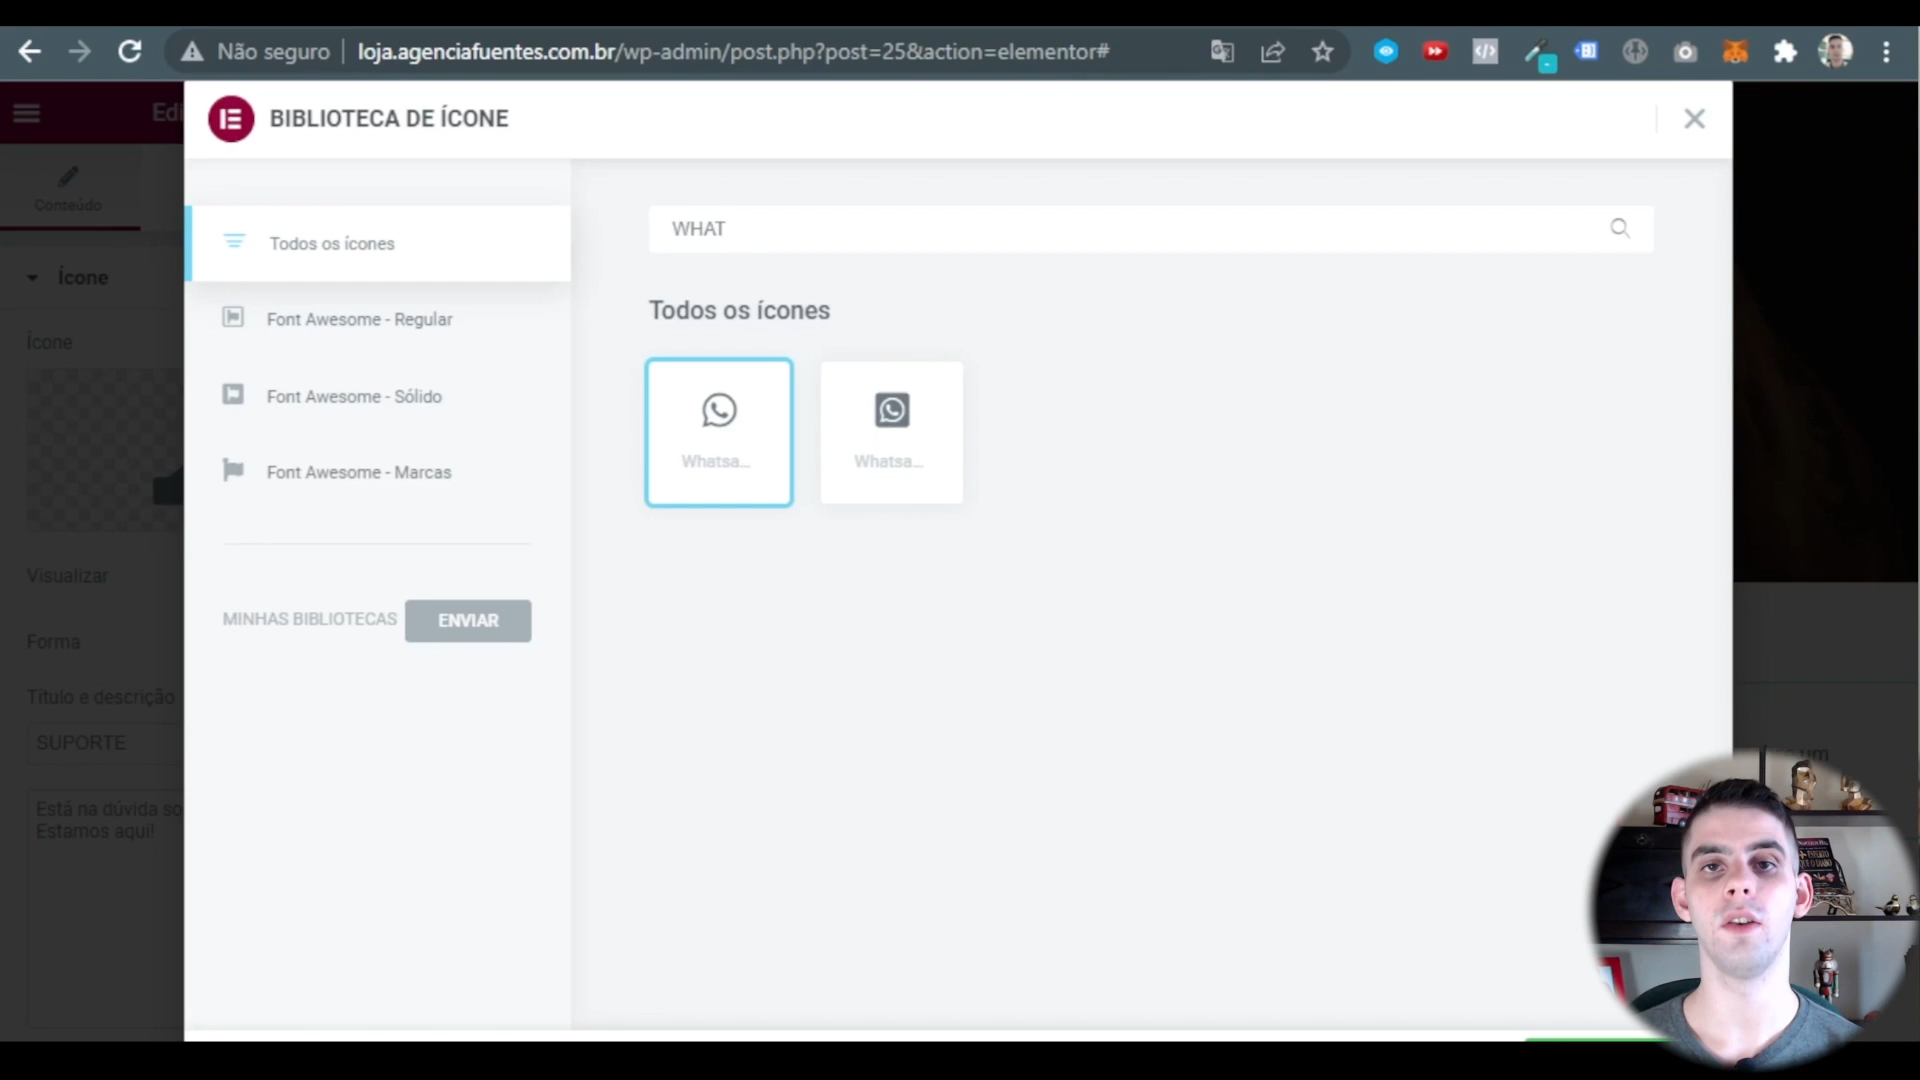 Não seguro
loja.agenciafuentes.com.br/wp-admin/post.php?post=25&action=elementor#
Edi
BIBLIOTECA DE ÍCONE
Conteúdo
Todos os ícones
WHAT
Ícone
Todos os ícones
Font Awesome - Regular
Ícone
Font Awesome - Sólido
Whatsa...
Whatsa...
Font Awesome - Marcas
Visualizar
MINHAS BIBLIOTECAS
ENVIAR
Forma
Título e descrição
SUPORTE
um
Está na dúvida so
Estamos aqui!